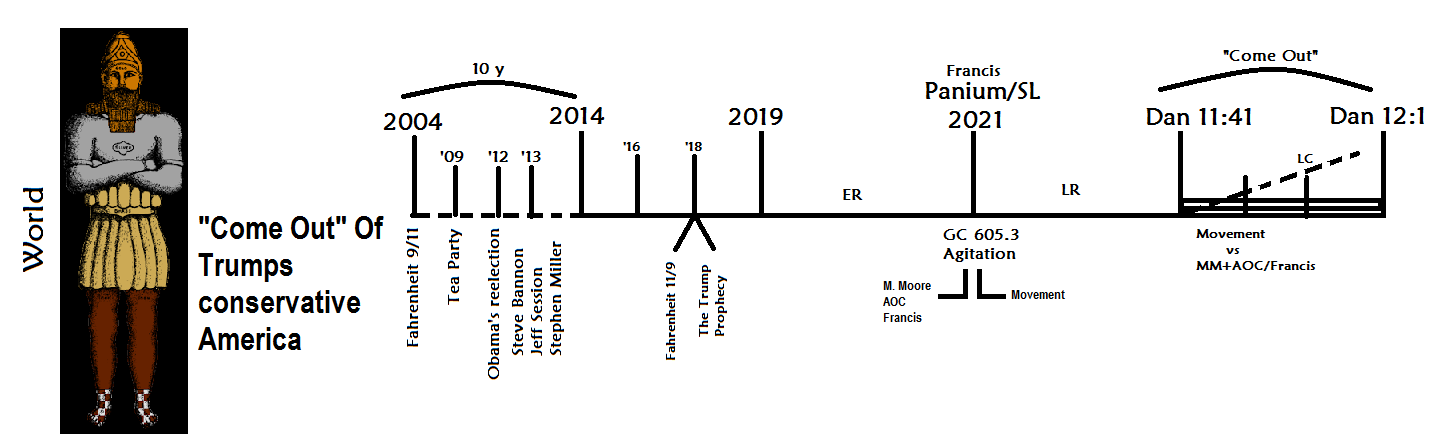 World
"Come Out" Of
Trumps
conservative
America
10 y
2004
'09
'12
'13
2014
'16
'18
2019
Francis
Panium/SL
2021
"Come Out"
Dan 11:41
Dan 12:1
LC
ER
LR
Fahrenheit 9/11
Tea Party
Obama's reelection
Steve Bannon
Jeff Session
Stephen Miller
Fahrenheit 11/9
The Trump
Prophecy
GC 605.3
Agitation
M. Moore
AOC
Francis
Movement
Movement
vs
MM+AOC/Francis